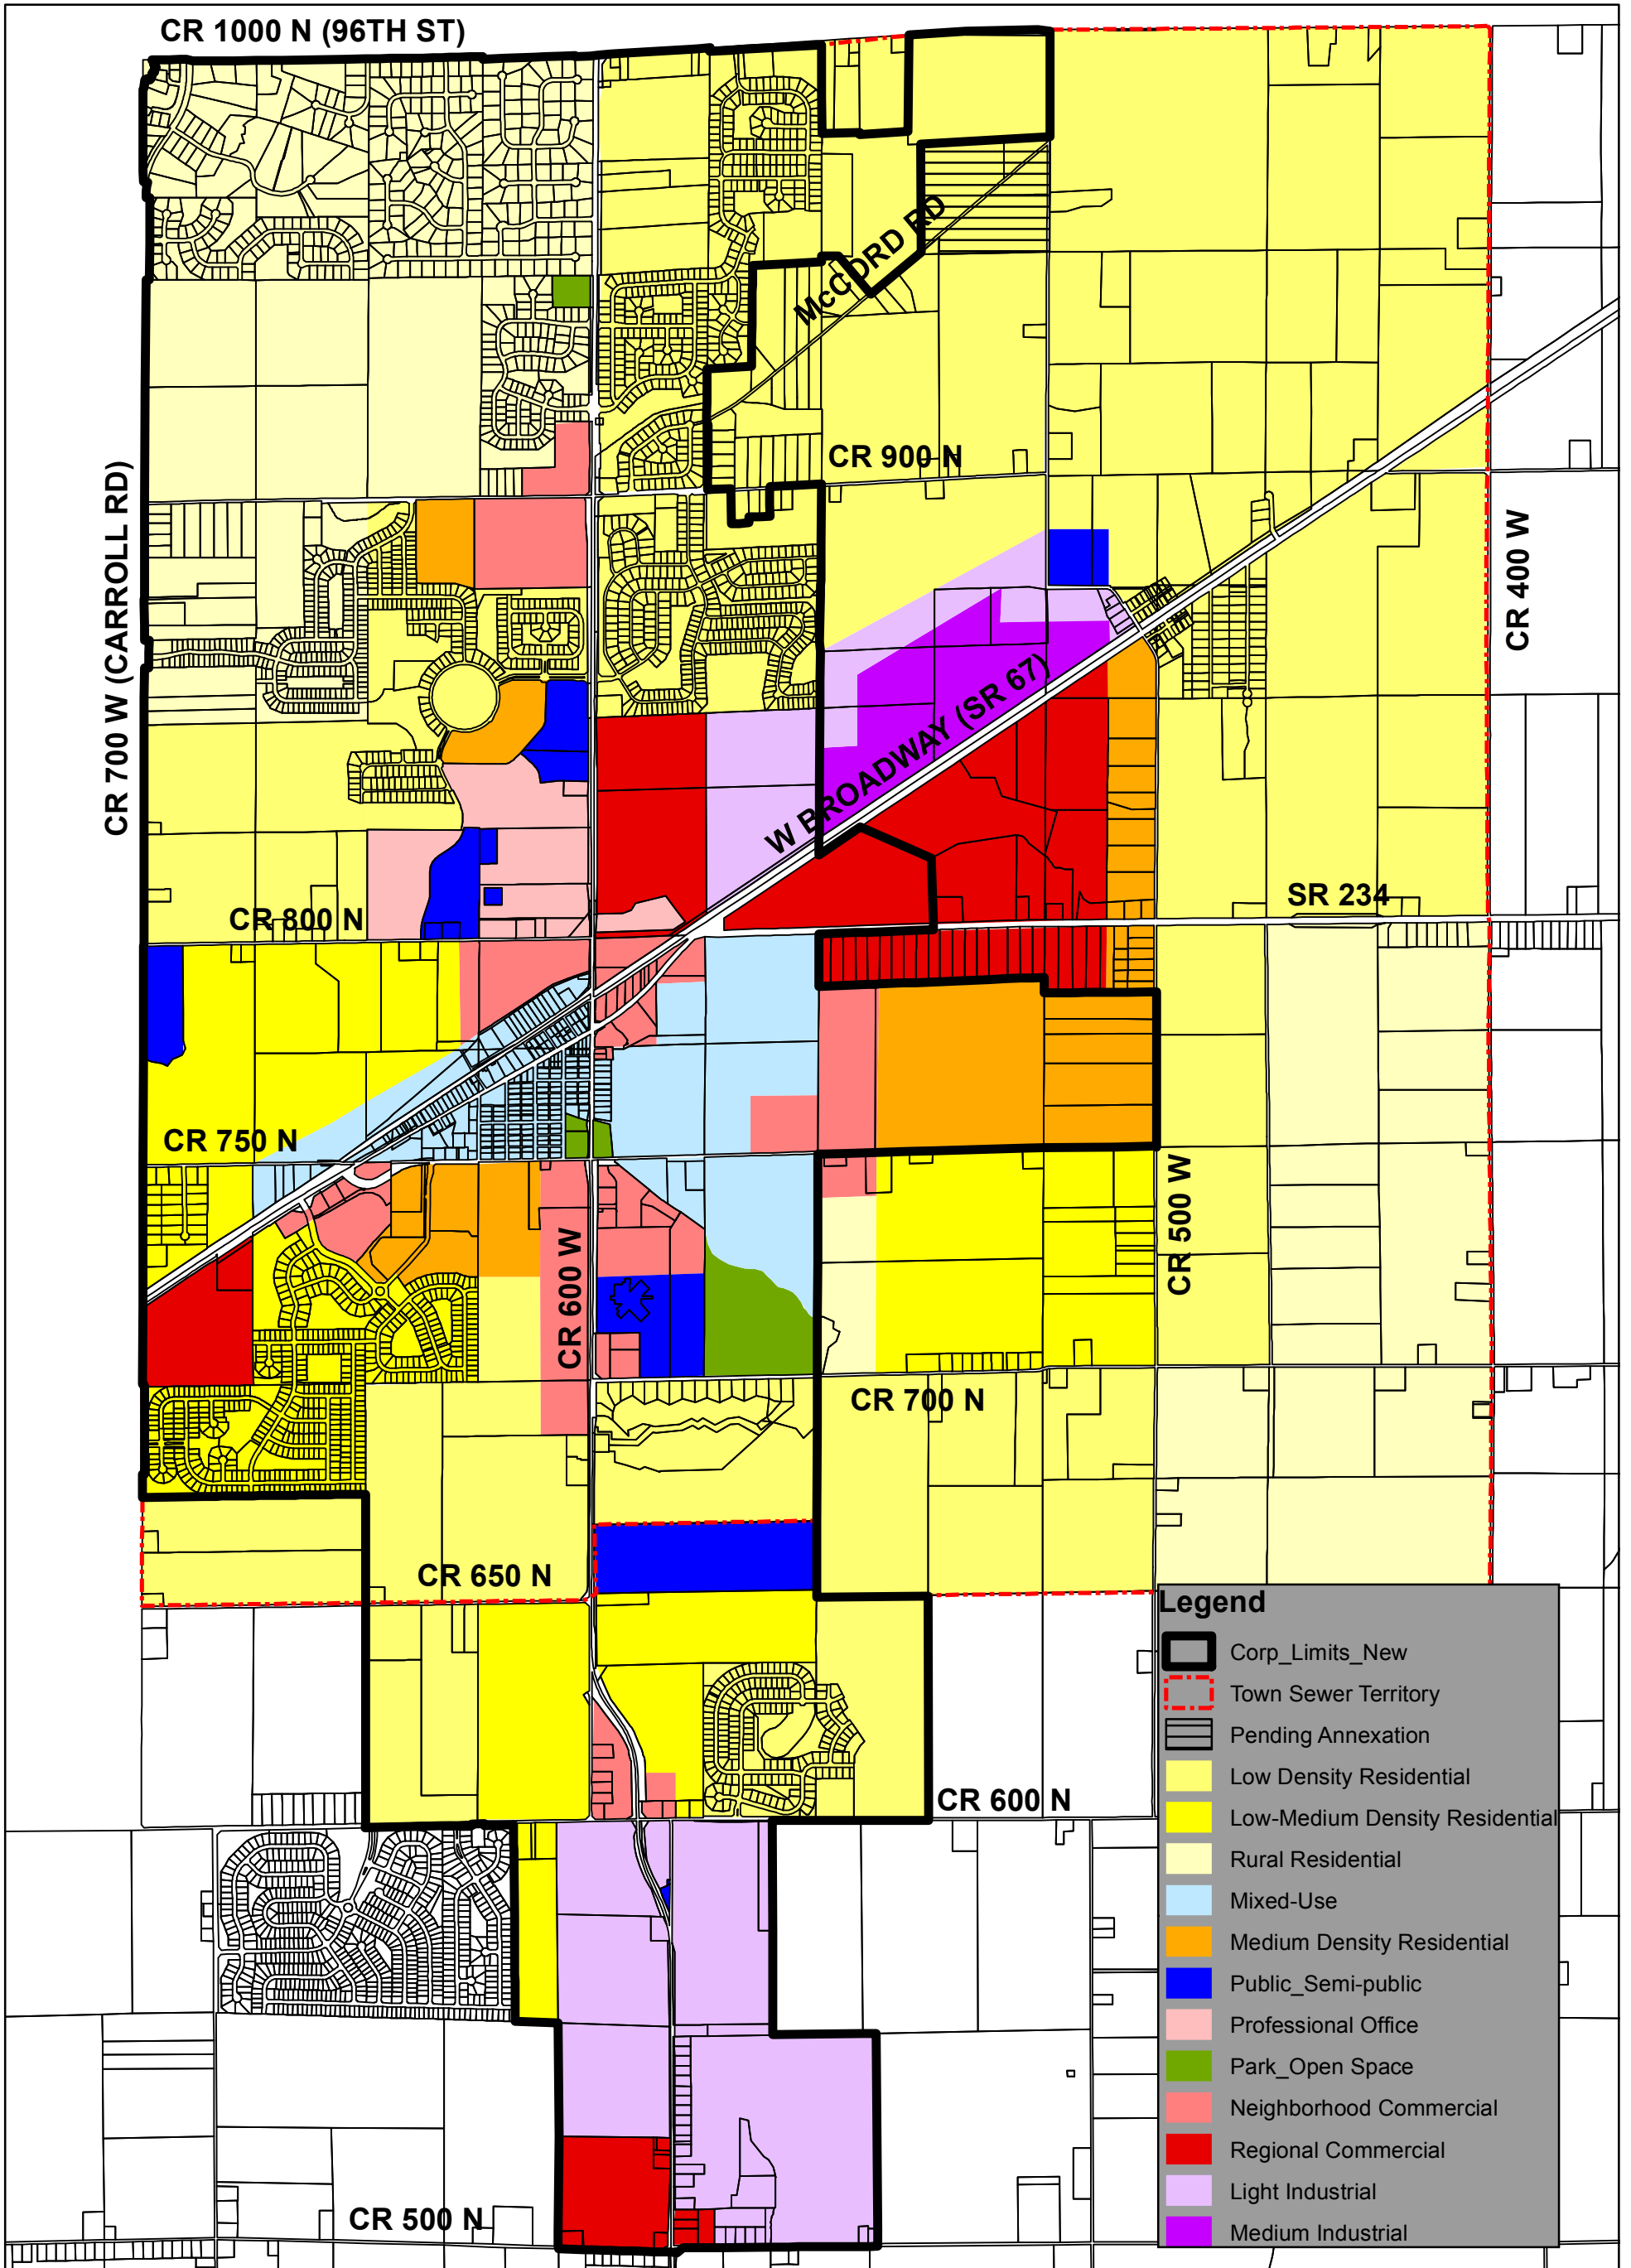 CR 1000 N (96TH ST)
McCORD RD
CR 900 N
CR 700 W (CARROLL RD)
CR 400 W
W BROADWAY (SR 67)
SR 234
CR 800 N
CR 750 N
CR 500 W
CR 600 W
CR 700 N
CR 650 N
CR 600 N
CR 500 N
Legend
Corp_Limits_New
Town Sewer Territory
Pending Annexation
Low Density Residential
Low-Medium Density Residential
Rural Residential
Mixed-Use
Medium Density Residential
Public_Semi-public
Professional Office
Park_Open Space
Neighborhood Commercial
Regional Commercial
Light Industrial
Medium Industrial